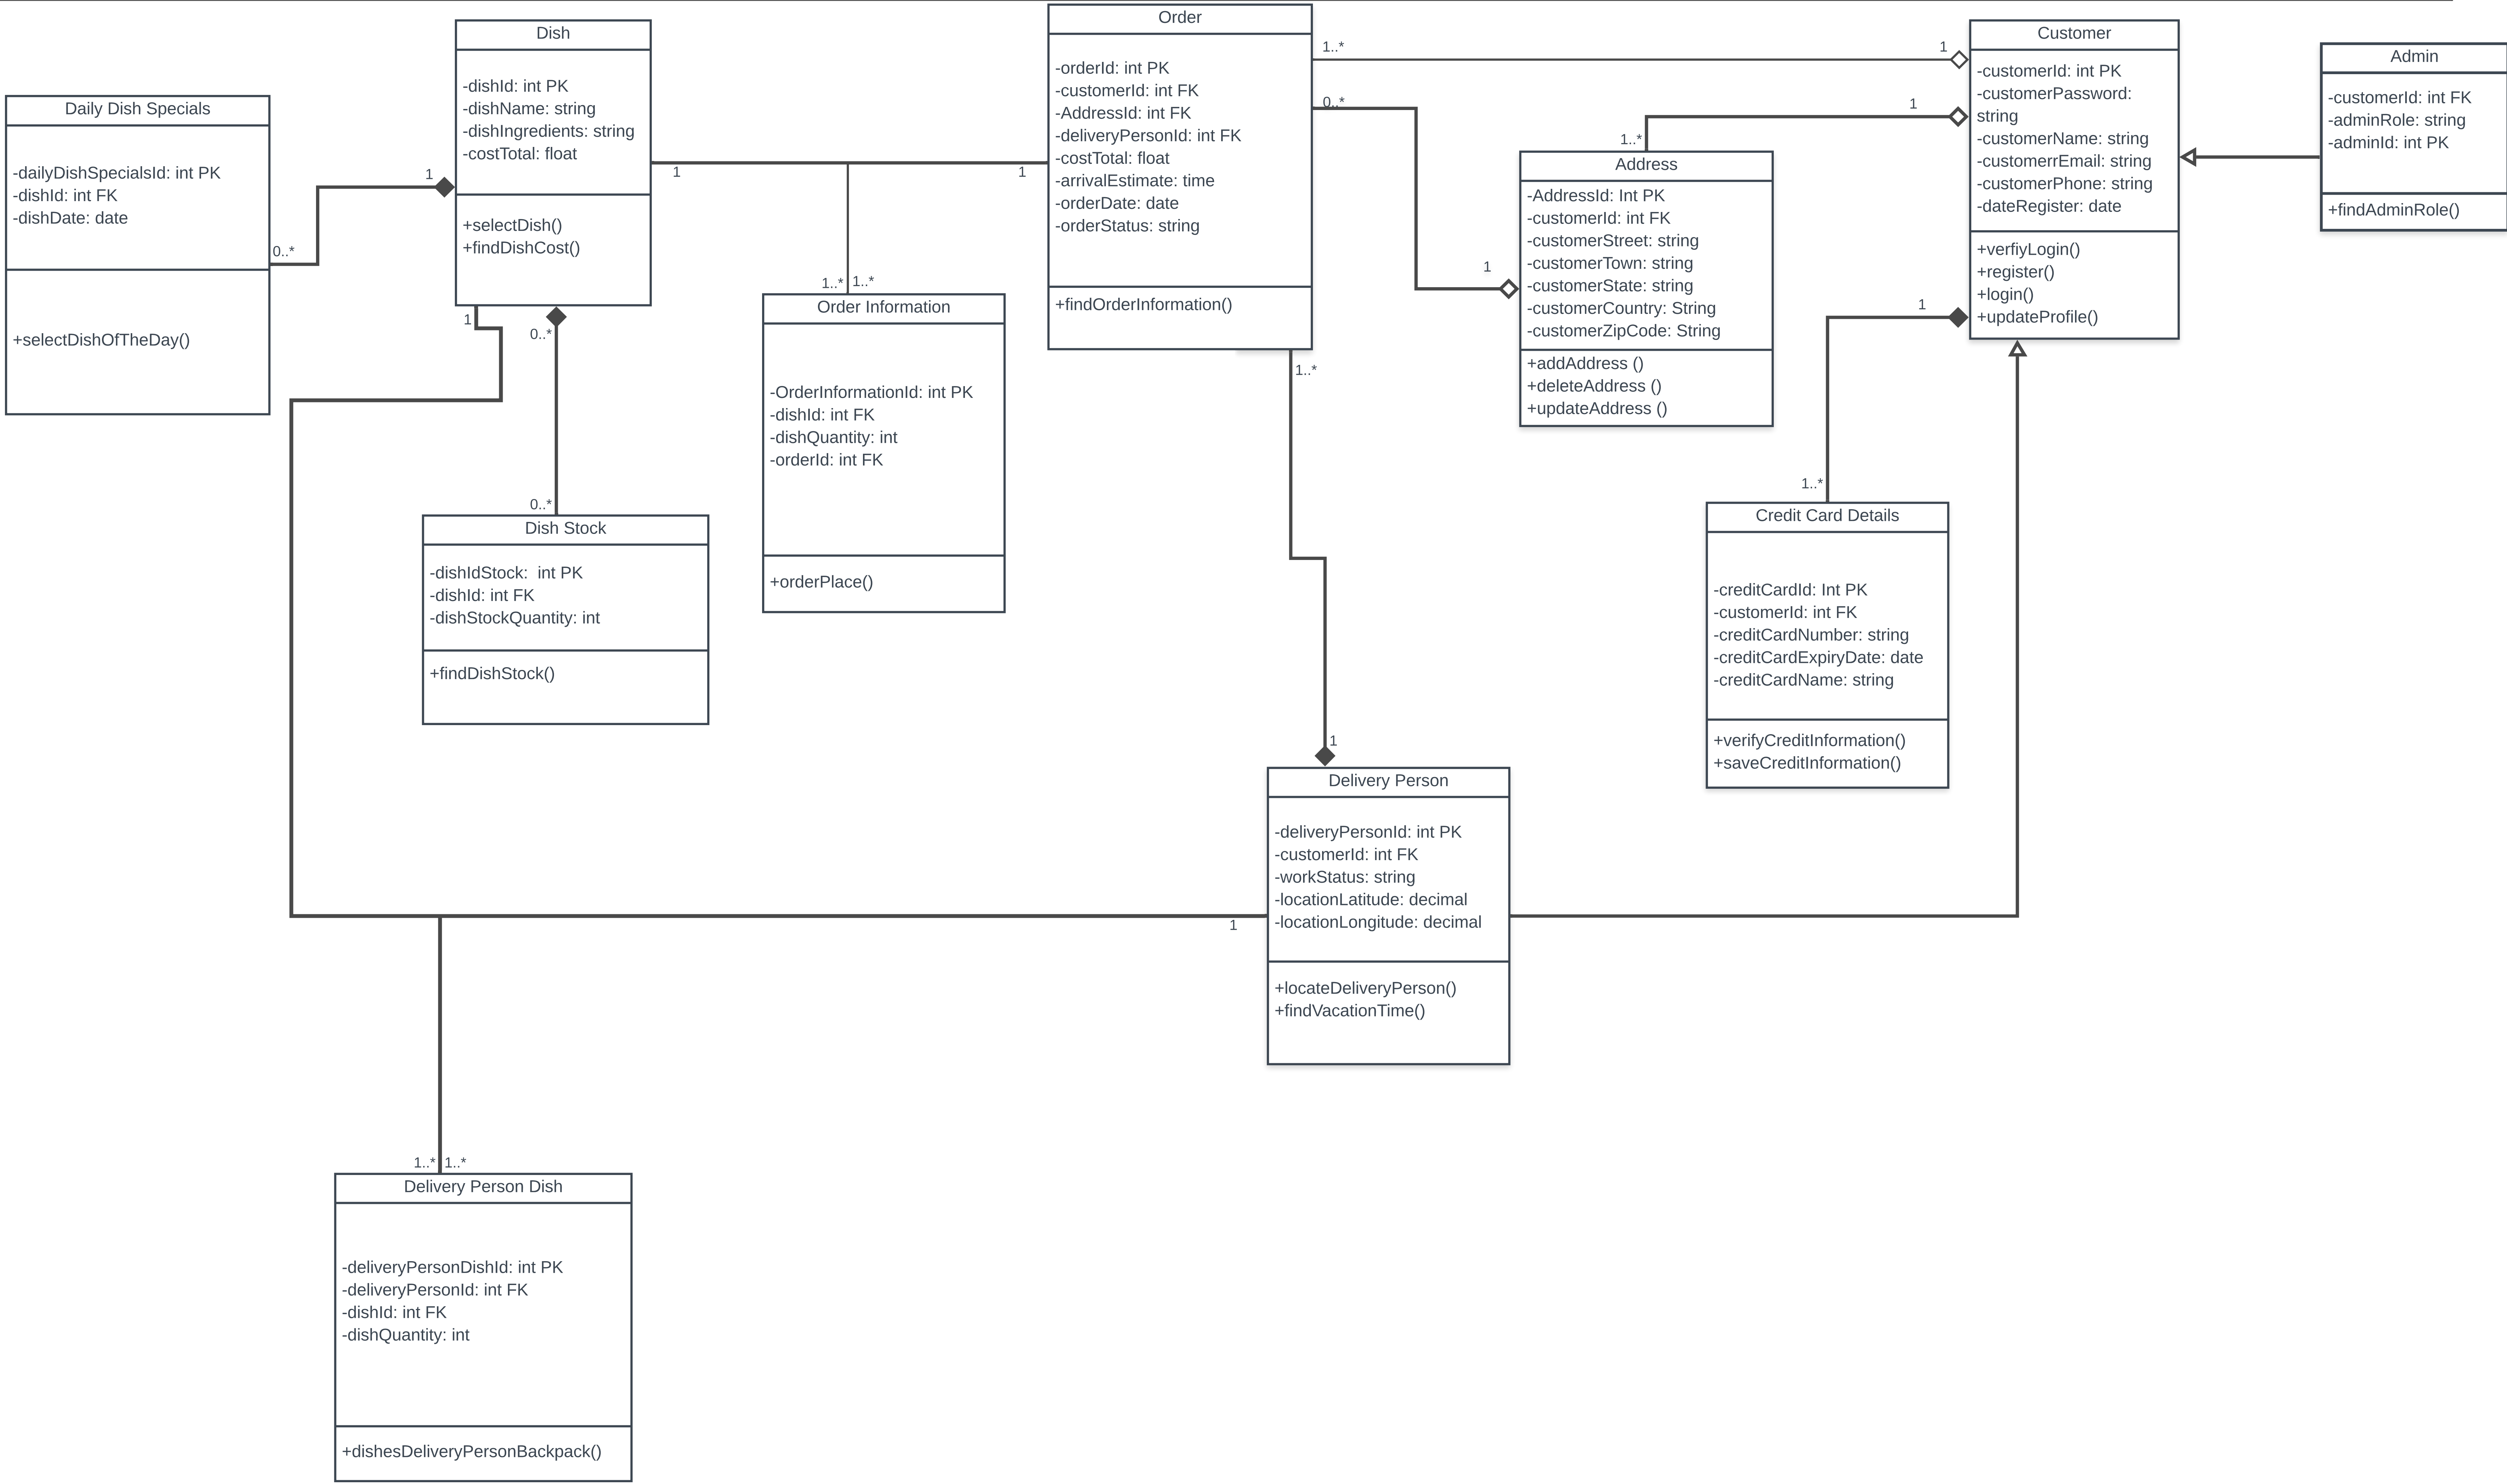 Daily Dish Specials
-dailyDishSpecialsId: int PK
-dishId: int FK
-dishDate: date
+selectDishOfTheDay()
0..*
1
Dish
-dishId: int PK
-dishName: string
-dishIngredients: string
-costTotal: float
+selectDish()
+findDishCost()
1
1
1
0..*
0..*
Dish Stock
-dishIdStock:  int PK
-dishId: int FK
-dishStockQuantity: int
+findDishStock()
1..*
1..*
Order Information
-OrderInformationId: int PK
-dishId: int FK
-dishQuantity: int
-orderId: int FK
+orderPlace()
Order
-orderId: int PK
-customerId: int FK
-AddressId: int FK
-deliveryPersonId: int FK
-costTotal: float
-arrivalEstimate: time
-orderDate: date
-orderStatus: string
+findOrderInformation()
1..*
1
0..*
1
1..*
1
1..*
1
Address
-AddressId: Int PK
-customerId: int FK
-customerStreet: string
-customerTown: string
-customerState: string
-customerCountry: String
-customerZipCode: String
+addAddress ()
+deleteAddress ()
+updateAddress ()
Customer
-customerId: int PK
-customerPassword:
string
-customerName: string
-customerrEmail: string
-customerPhone: string
-dateRegister: date
+verfiyLogin()
+register()
+login()
+updateProfile()
Admin
-customerId: int FK
-adminRole: string
-adminId: int PK
+findAdminRole()
1
1..*
Credit Card Details
-creditCardId: Int PK
-customerId: int FK
-creditCardNumber: string
-creditCardExpiryDate: date
-creditCardName: string
+verifyCreditInformation()
+saveCreditInformation()
Delivery Person
-deliveryPersonId: int PK
-customerId: int FK
-workStatus: string
-locationLatitude: decimal
-locationLongitude: decimal
+locateDeliveryPerson()
+findVacationTime()
1
1..*
1..*
Delivery Person Dish
-deliveryPersonDishId: int PK
-deliveryPersonId: int FK
-dishId: int FK
-dishQuantity: int
+dishesDeliveryPersonBackpack()